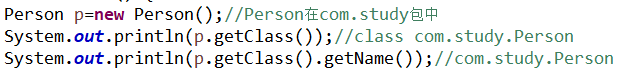 Person p=new Person();//Person在com.study包中
System.out.println(p.getClass());//class com.study.Person
System.out.println(p.getClass().getName());//com.study.Person